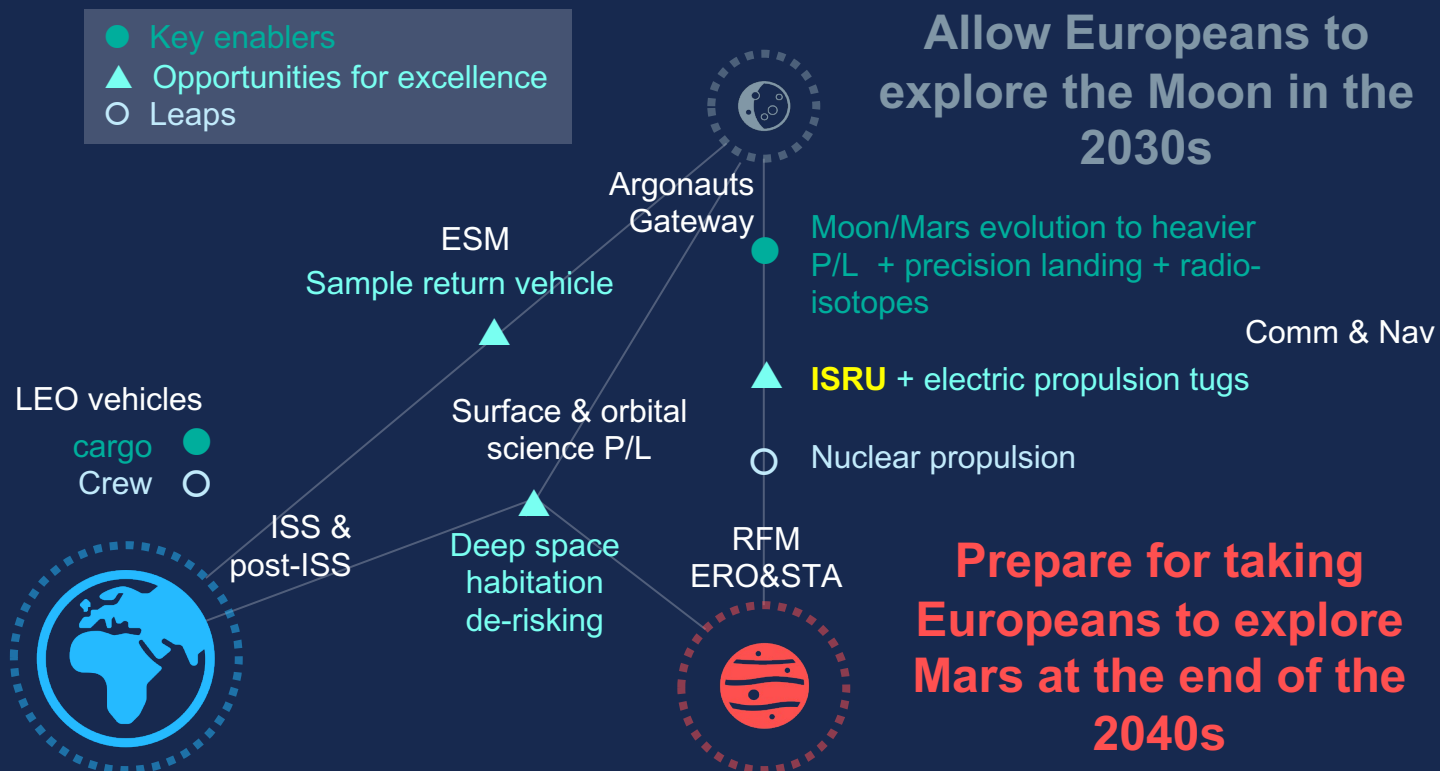 Key enablers
Opportunities for excellence
Leaps
Allow Europeans to
explore the Moon in the
2030s
Argonauts
Gateway
ESM
Sample return vehicle
Moon/Mars evolution to heavier
P/L + precision landing + radio-
isotopes
Comm & Nav
ISRU + electric propulsion tugs
LEO vehicles
cargo
Crew
Surface & orbital
science P/L
Nuclear propulsion
ISS &
post-ISS
Deep space
habitation
de-risking
RFM
ERO&STA
Prepare for taking
Europeans to explore
Mars at the end of the
2040s